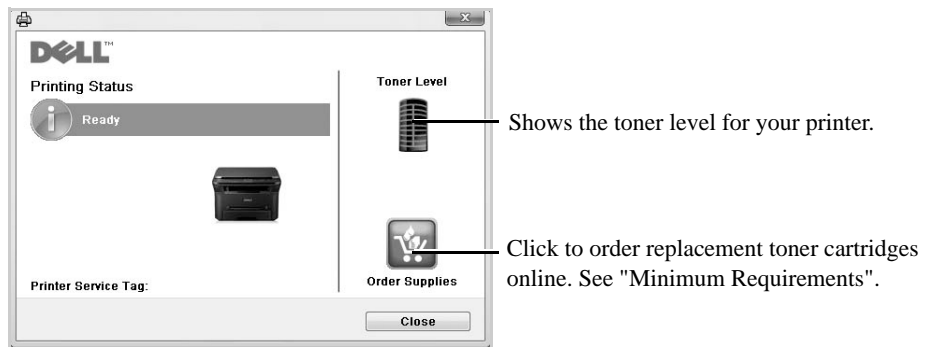 DELL™
Printing Status
Ready
Printer Service Tag:
Toner Level
Order Supplies
Close
Shows the toner level for your printer.
Click to order replacement toner cartridges
online. See "Minimum Requirements".